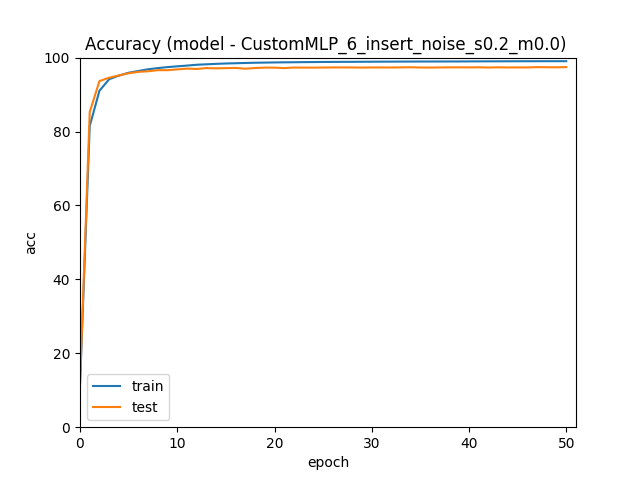 Accuracy (model - CustomMLP_6_insert_noise_s0.2_m0.0)
100
80
60
40
20
0
acc
train
test
0 10 20 30 40 50
epoch